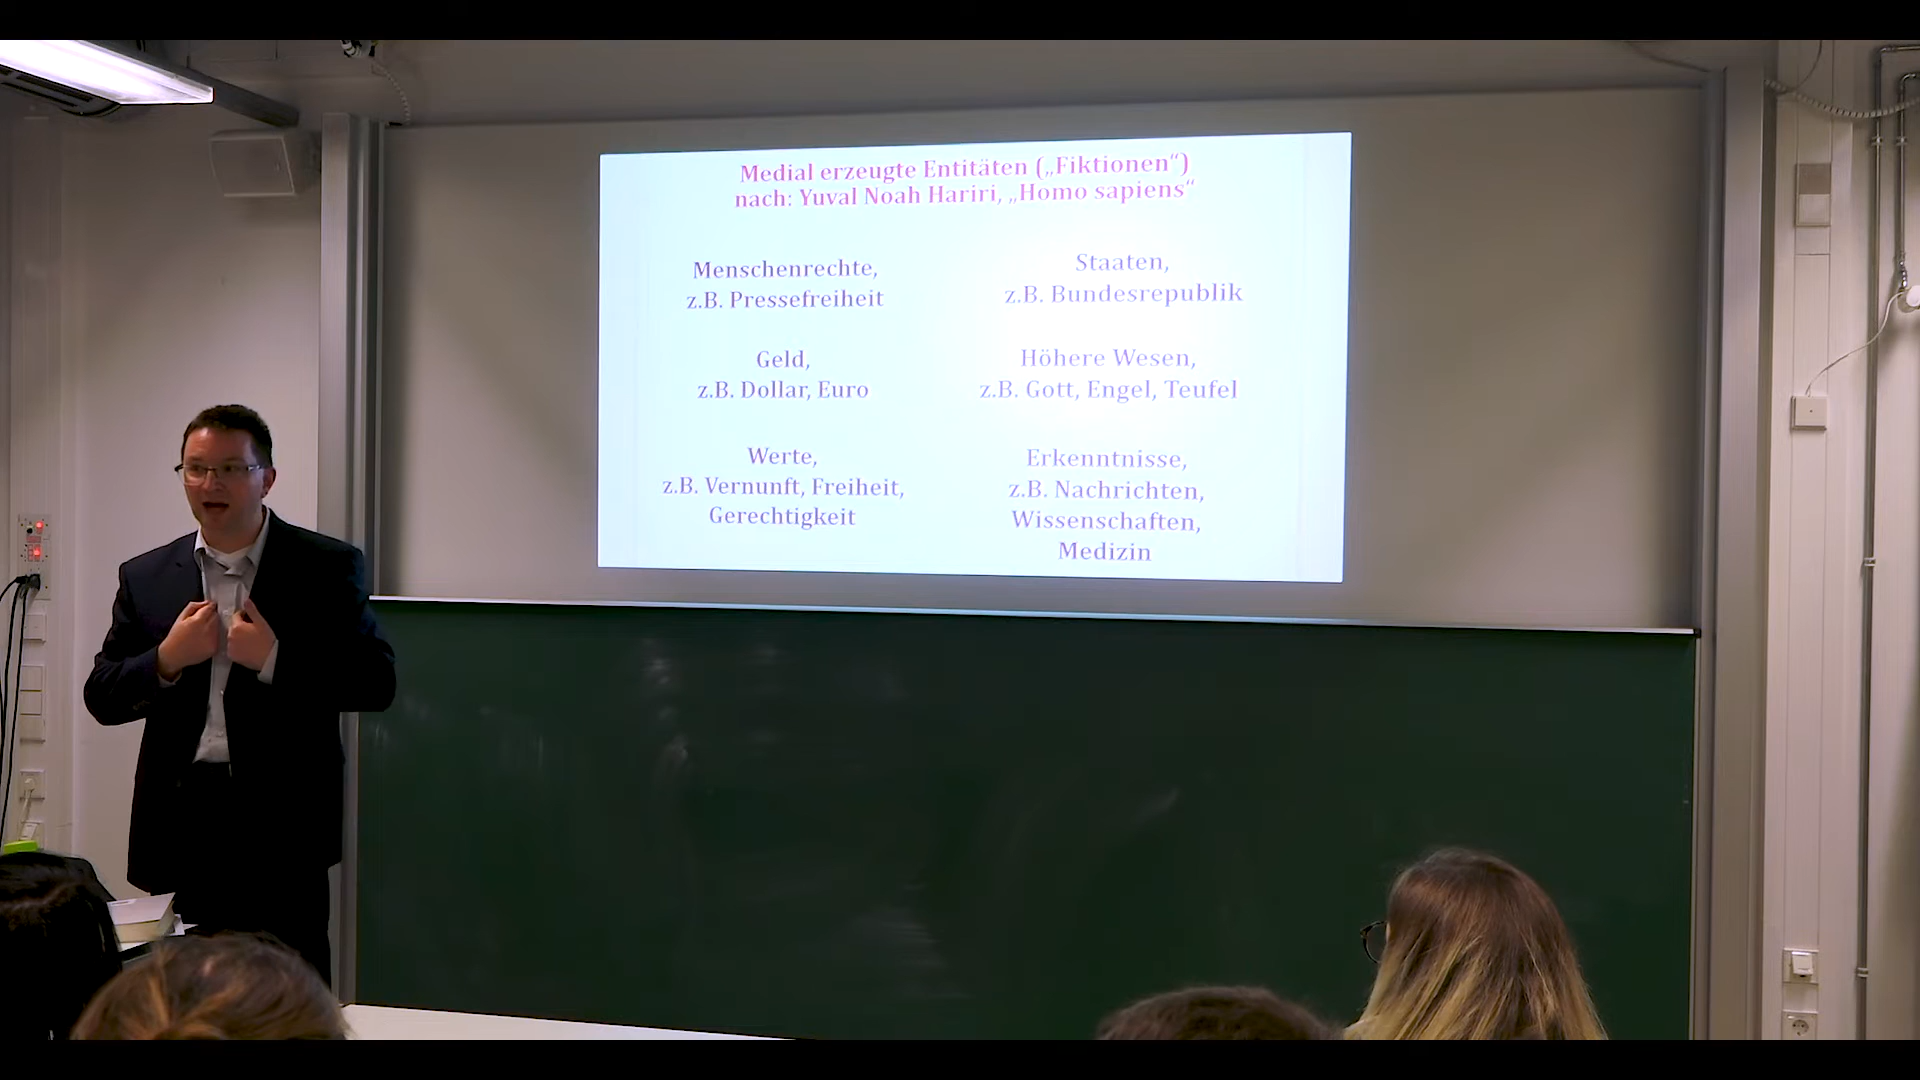 Medial erzeugte Entitäten („Fiktionen“)
nach: Yuval Noah Hariri, „Homo sapiens“
Menschenrechte,
z.B. Pressefreiheit
Staaten,
z.B. Bundesrepublik
Geld,
z.B. Dollar, Euro
Höhere Wesen,
z.B. Gott, Engel, Teufel
Werte,
z.B. Vernunft, Freiheit,
Gerechtigkeit
Erkenntnisse,
z.B. Nachrichten,
Wissenschaften,
Medizin